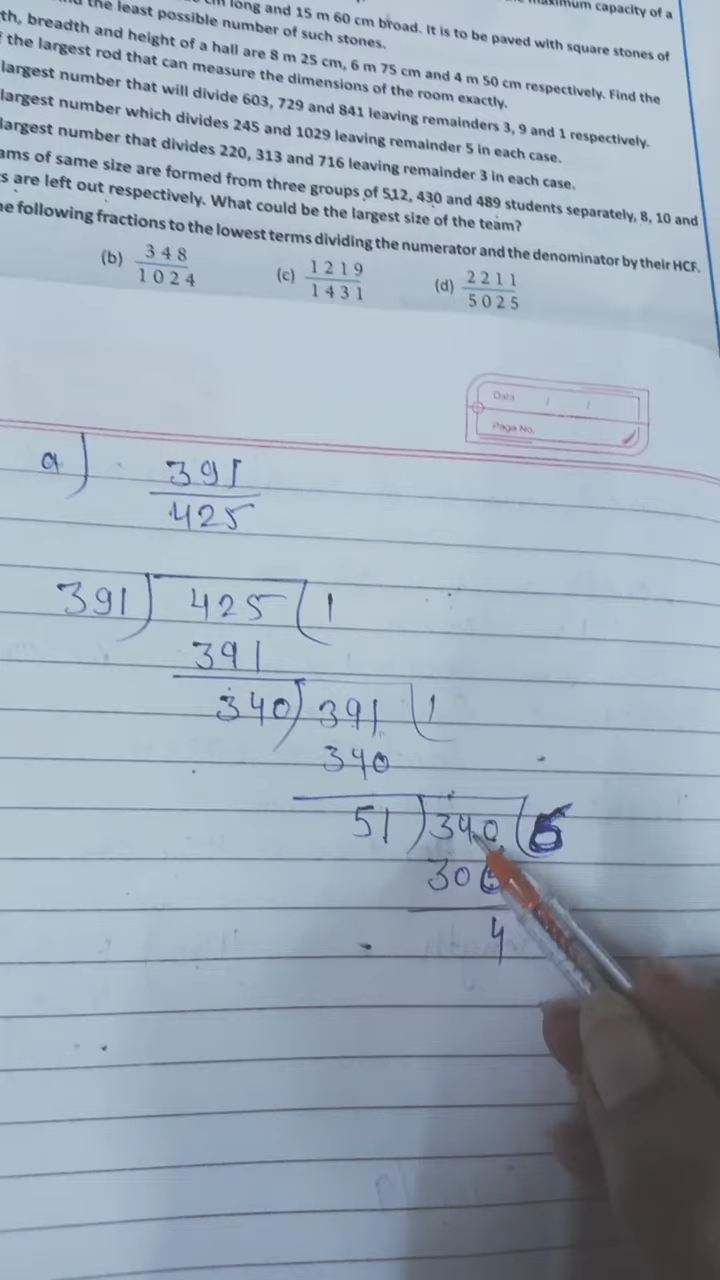 the least possible number of such stones.
long and 15 m 60 cm broad. It is to be paved with square stones of
maximum capacity of a
th, breadth and height of a hall are 8 m 25 cm, 6 m 75 cm and 4 m 50 cm respectively. Find the
the largest rod that can measure the dimensions of the room exactly.
largest number that will divide 603, 729 and 841 leaving remainders 3, 9 and 1 respectively.
largest number which divides 245 and 1029 leaving remainder 5 in each case.
largest number that divides 220, 313 and 716 leaving remainder 3 in each case.
ams of same size are formed from three groups of 512, 430 and 489 students separately, 8, 10 and
s are left out respectively. What could be the largest size of the team?
he following fractions to the lowest terms dividing the numerator and the denominator by their HCF.
(b) 348/1024 (c) 1219/1431 (d) 2211/5025
Data / /
Page No.
a) 391/425
391) 425 (1
391
340) 391 (1
340
51) 340 (6
306
4